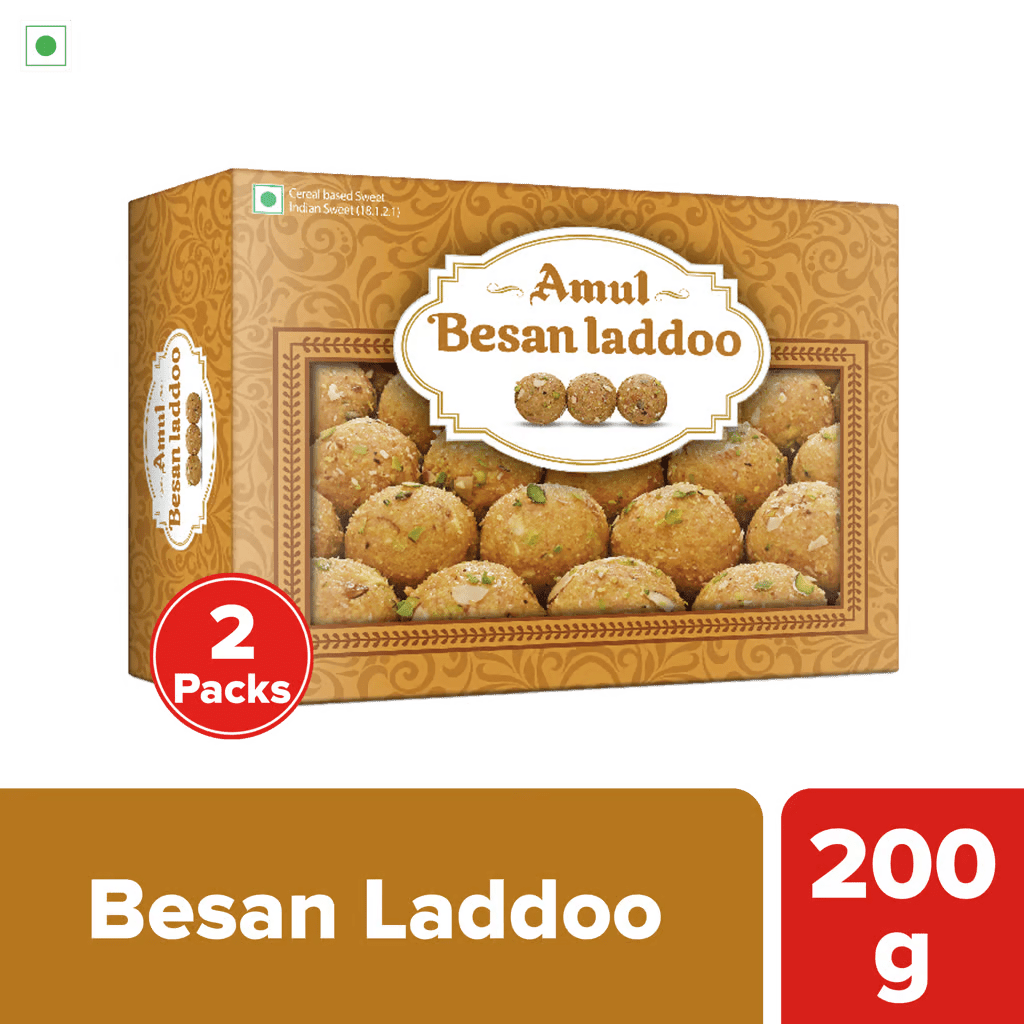 Cereal based Sweet
Indian Sweet (18.1.2.1)
Amul
Besan laddoo
Amul
Besan laddoo
2
Packs
Besan Laddoo
200
g